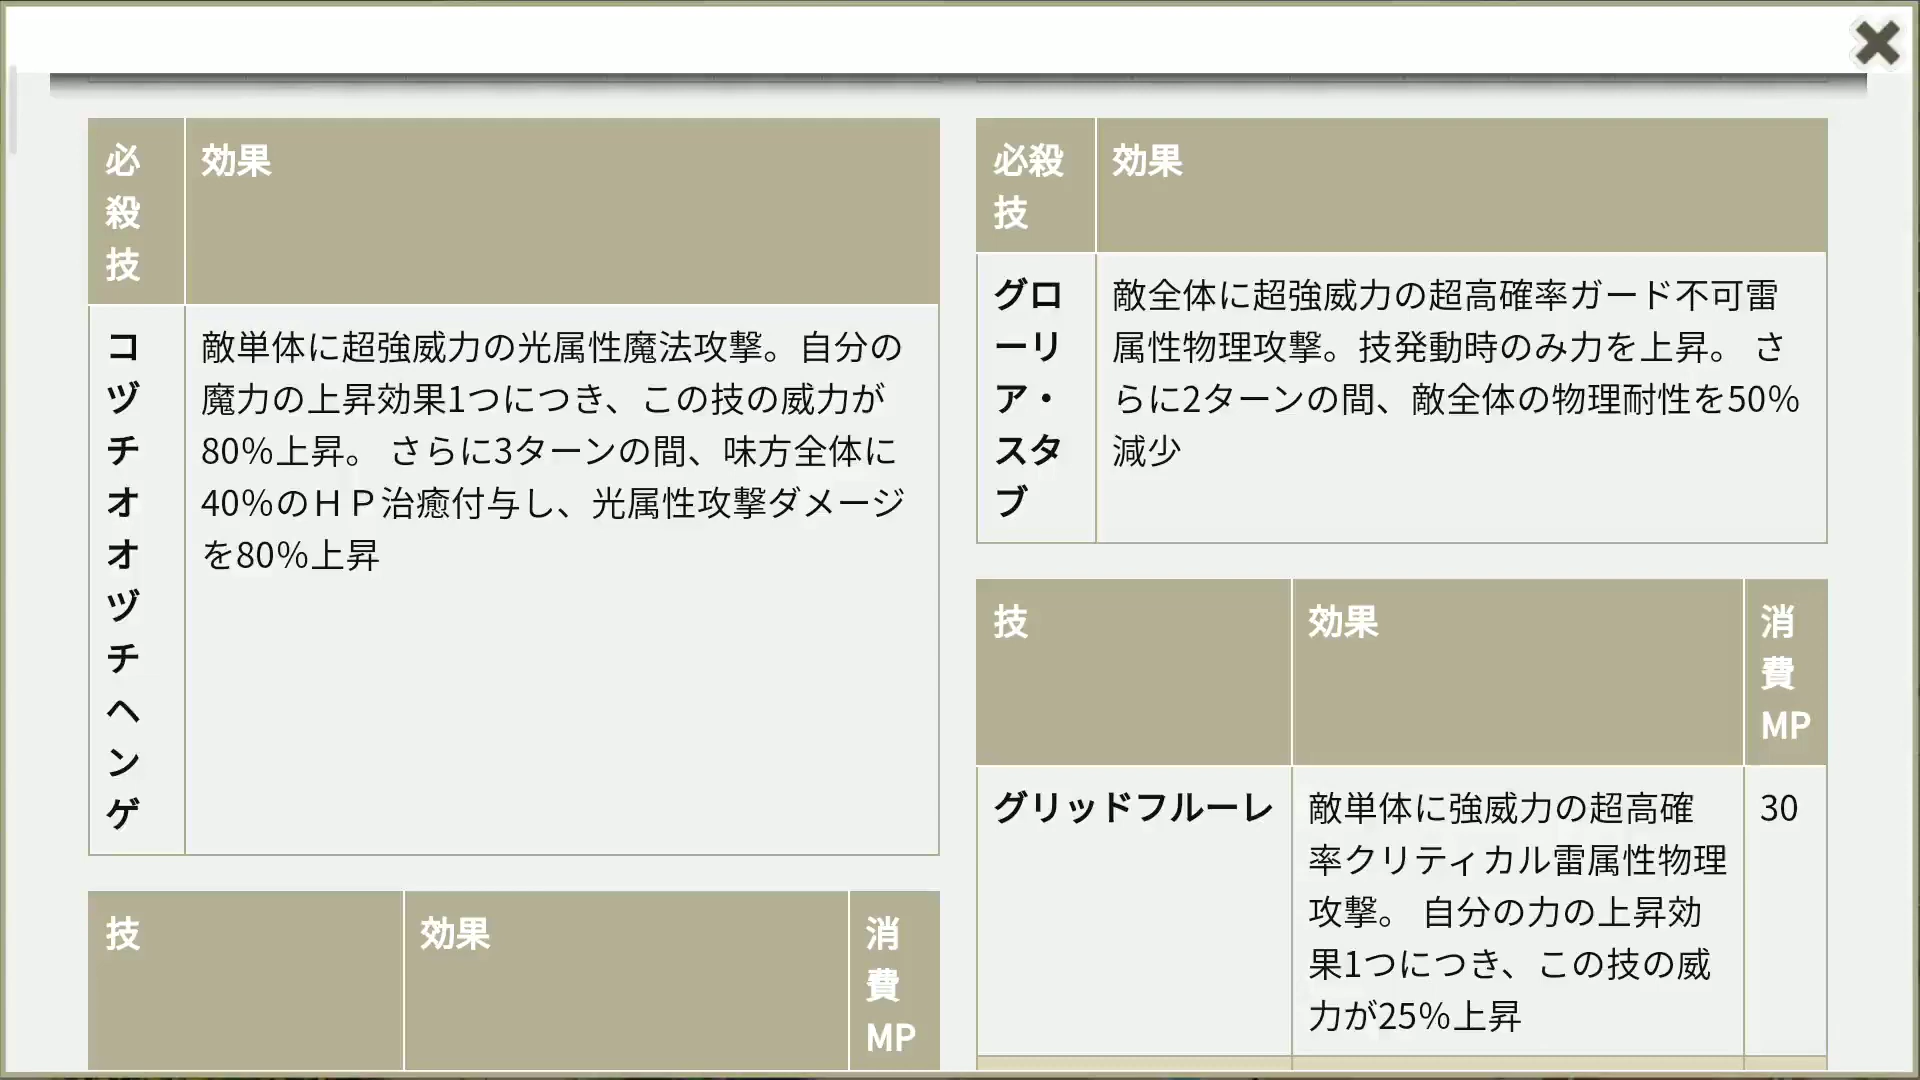 必
殺
技
効果
コ
ヅ
チ
オ
オ
ヅ
チ
ヘ
ン
ゲ
敵単体に超強威力の光属性魔法攻撃。自分の
魔力の上昇効果1つにつき、この技の威力が
80%上昇。 さらに3ターンの間、味方全体に
40%のＨＰ治癒付与し、光属性攻撃ダメージ
を80%上昇
技
効果
消
費
MP
必殺
技
効果
グロ
ーリ
ア・
スタ
ブ
敵全体に超強威力の超高確率ガード不可雷
属性物理攻撃。技発動時のみ力を上昇。 さ
らに2ターンの間、敵全体の物理耐性を50%
減少
技
効果
消
費
MP
グリッドフルーレ
敵単体に強威力の超高確
率クリティカル雷属性物理
攻撃。 自分の力の上昇効
果1つにつき、この技の威
力が25%上昇
30